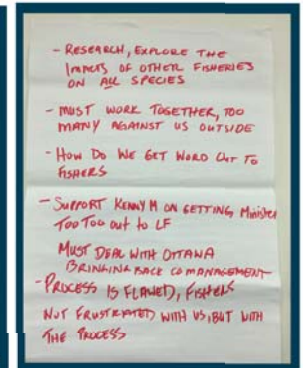 - RESEARCH, EXPLORE THE
IMPACTS OF OTHER FISHERIES
ON ALL SPECIES
- MUST WORK TOGETHER, TOO
MANY AGAINST US OUTSIDE
- HOW DO WE GET WORD OUT TO
FISHERS
- SUPPORT KENNY M ON GETTING Minister
TOO TOO out to LF
MUST DEAL WITH OTTAWA
BRINGING BACK CO MANAGEMENT
- PROCESS IS FLAWED, FISHERS
NOT FRUSTRATED WITH US, BUT WITH
THE PROCESS